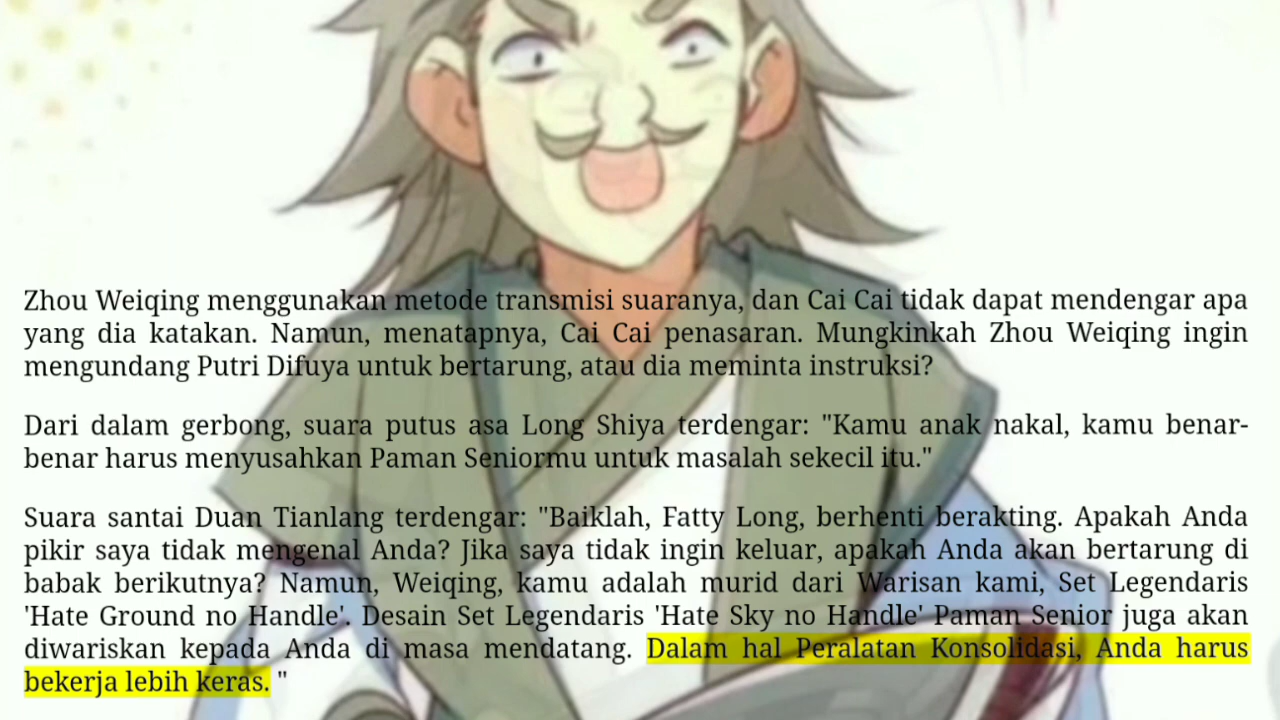 Zhou Weiqing menggunakan metode transmisi suaranya, dan Cai Cai tidak dapat mendengar apa
yang dia katakan. Namun, menatapnya, Cai Cai penasaran. Mungkinkah Zhou Weiqing ingin
mengundang Putri Difuya untuk bertarung, atau dia meminta instruksi?
Dari dalam gerbong, suara putus asa Long Shiya terdengar: "Kamu anak nakal, kamu benar-
benar harus menyusahkan Paman Seniormu untuk masalah sekecil itu."
Suara santai Duan Tianlang terdengar: "Baiklah, Fatty Long, berhenti berakting. Apakah Anda
pikir saya tidak mengenal Anda? Jika saya tidak ingin keluar, apakah Anda akan bertarung di
babak berikutnya? Namun, Weiqing, kamu adalah murid dari Warisan kami, Set Legendaris
'Hate Ground no Handle'. Desain Set Legendaris 'Hate Sky no Handle' Paman Senior juga akan
diwariskan kepada Anda di masa mendatang. Dalam hal Peralatan Konsolidasi, Anda harus
bekerja lebih keras. "